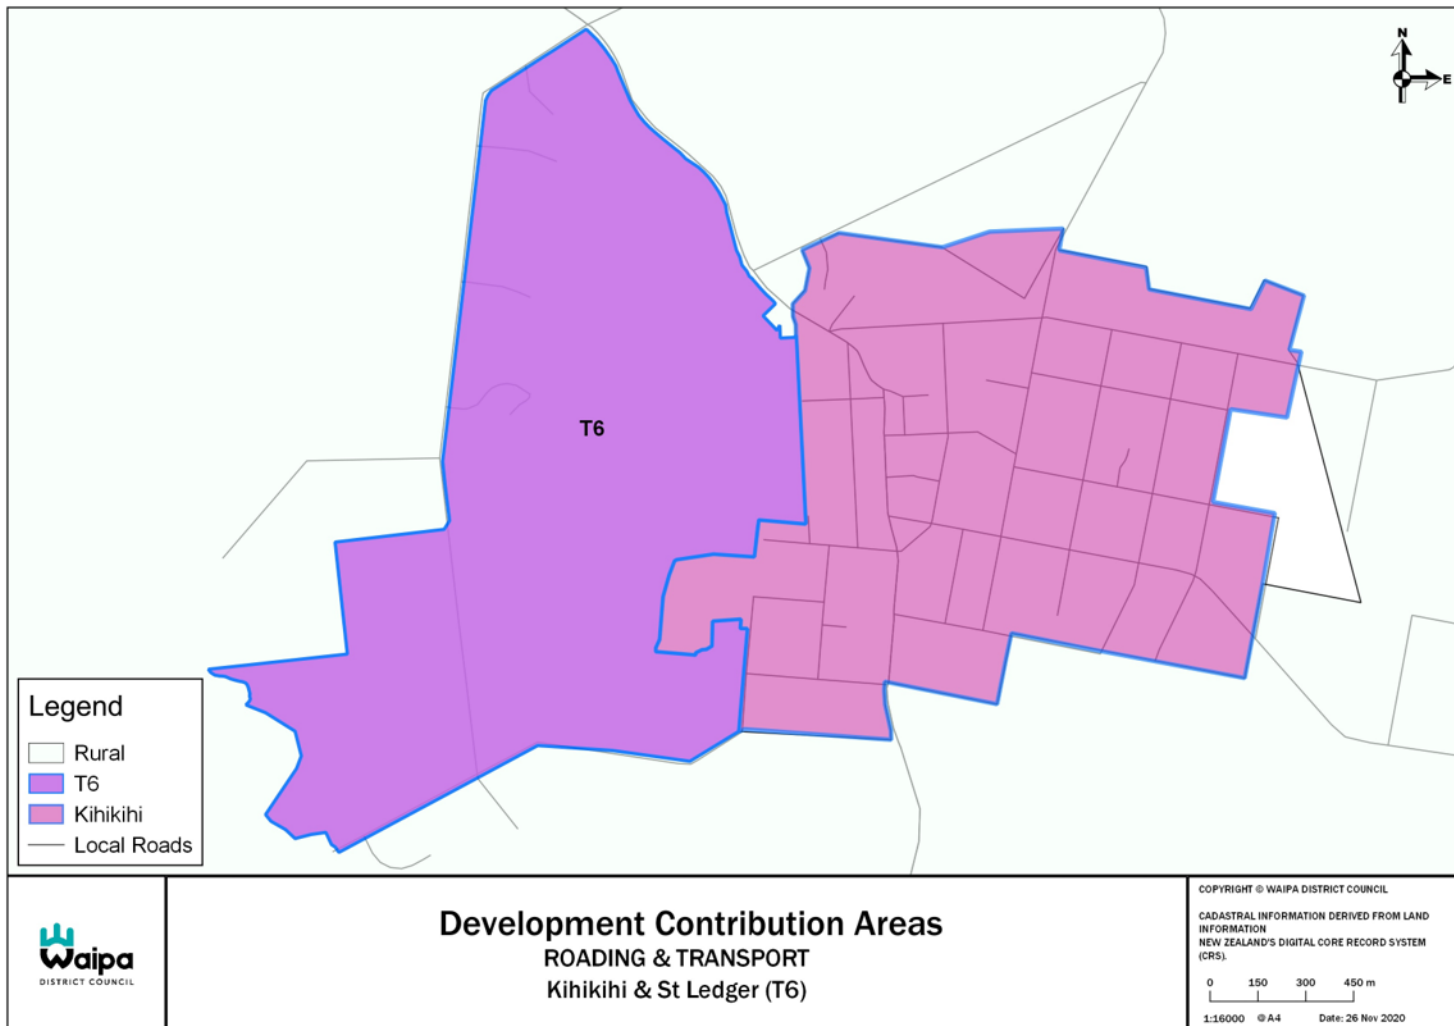 N
E
T6
Legend
Rural
T6
Kihikihi
Local Roads
Waipa
DISTRICT COUNCIL
Development Contribution Areas
ROADING & TRANSPORT
Kihikihi & St Ledger (T6)
COPYRIGHT © WAIPA DISTRICT COUNCIL
CADASTRAL INFORMATION DERIVED FROM LAND
INFORMATION
NEW ZEALAND'S DIGITAL CORE RECORD SYSTEM
(CRS).
0 150 300 450 m
1:16000 @ A4 Date: 26 Nov 2020